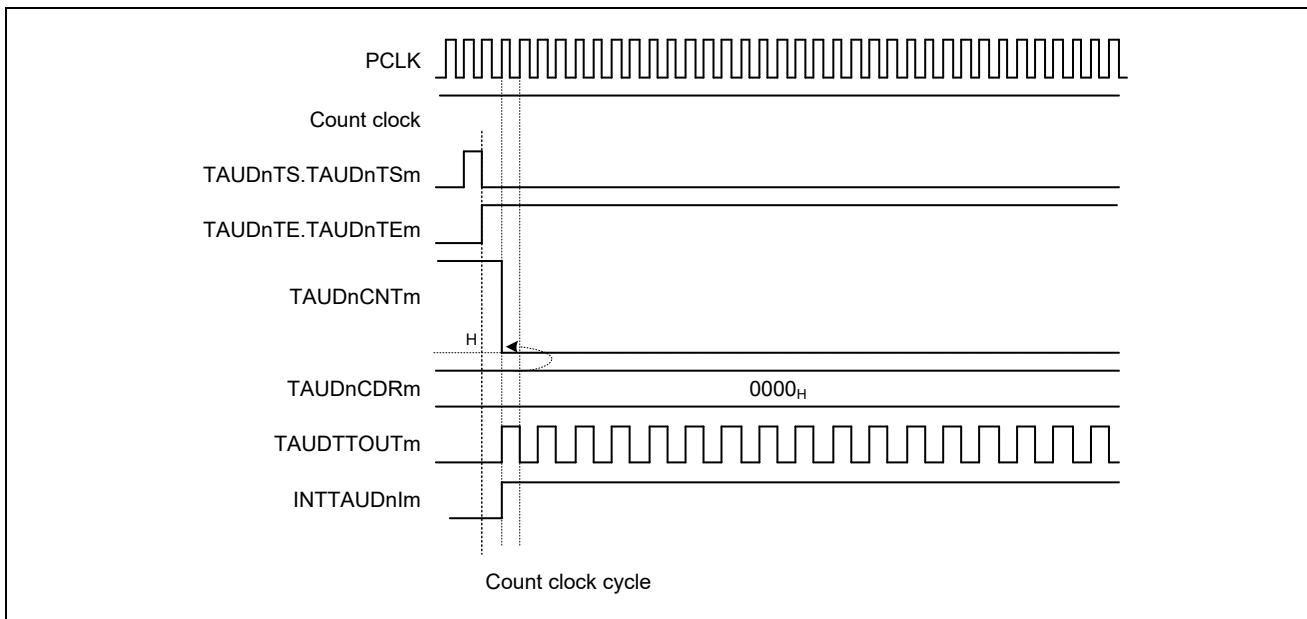 PCLK
Count clock
TAUDnTS.TAUDnTSm
TAUDnTE.TAUDnTEm
TAUDnCNTm
H
TAUDnCDRm 0000H
TAUDTTOUTm
INTTAUDnIm
Count clock cycle